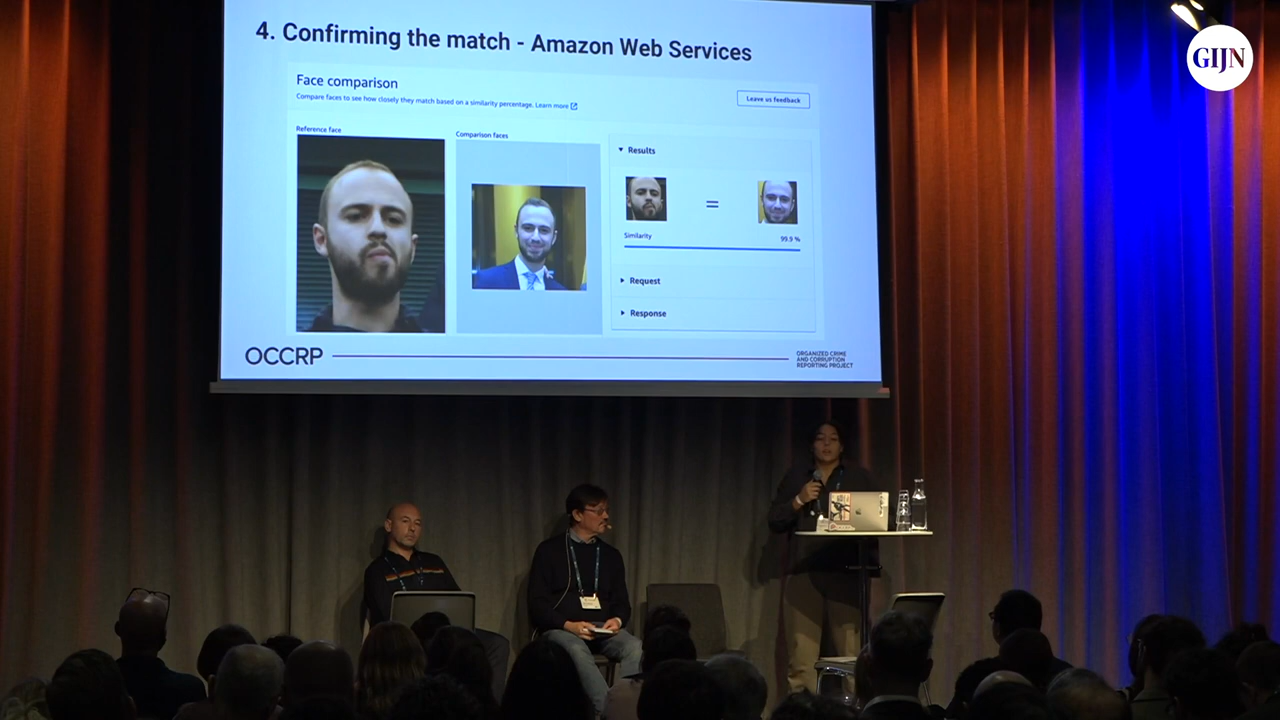 4. Confirming the match - Amazon Web Services
GIJN
Face comparison
Compare faces to see how closely they match based on a similarity percentage. Learn more
Leave us feedback
Reference face
Comparison faces
Results
=
Similarity
99.9 %
Request
Response
OCCRP
ORGANIZED CRIME
AND CORRUPTION
REPORTING PROJECT